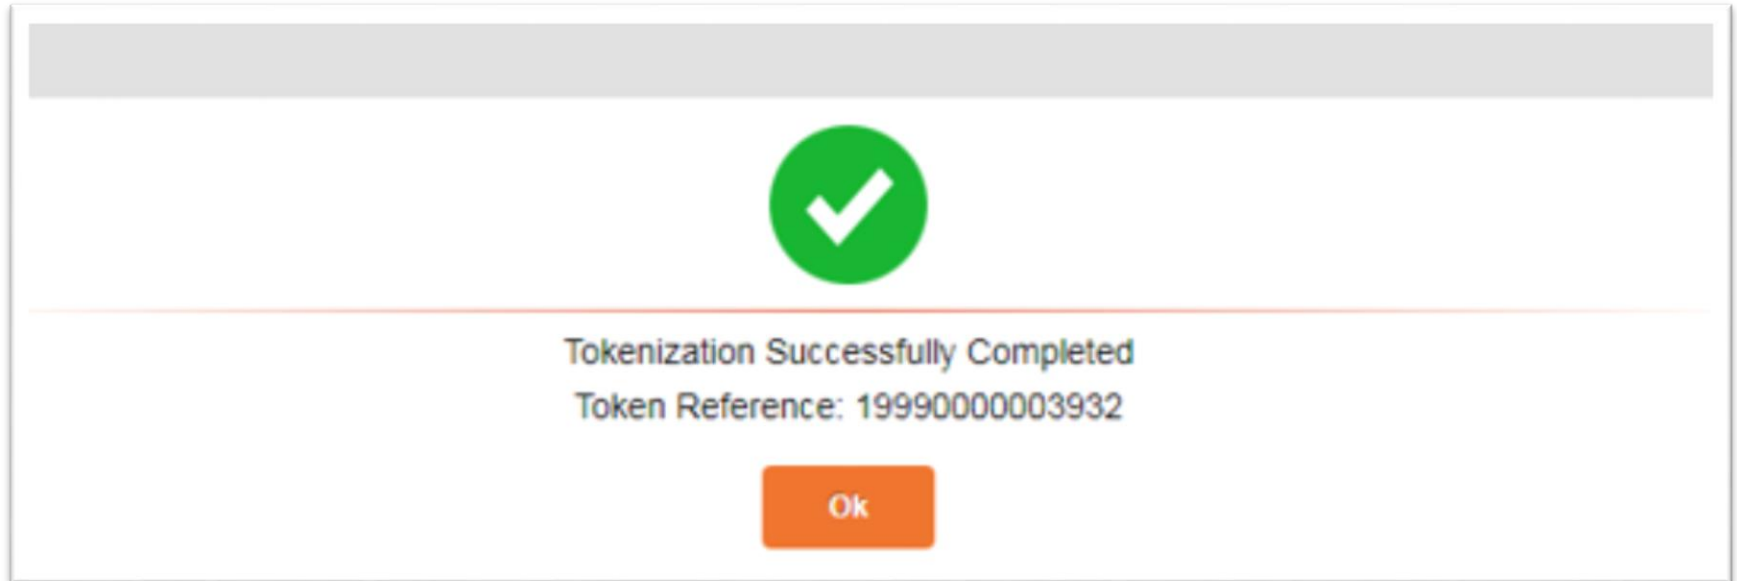 Tokenization Successfully Completed
Token Reference: 19990000003932
Ok